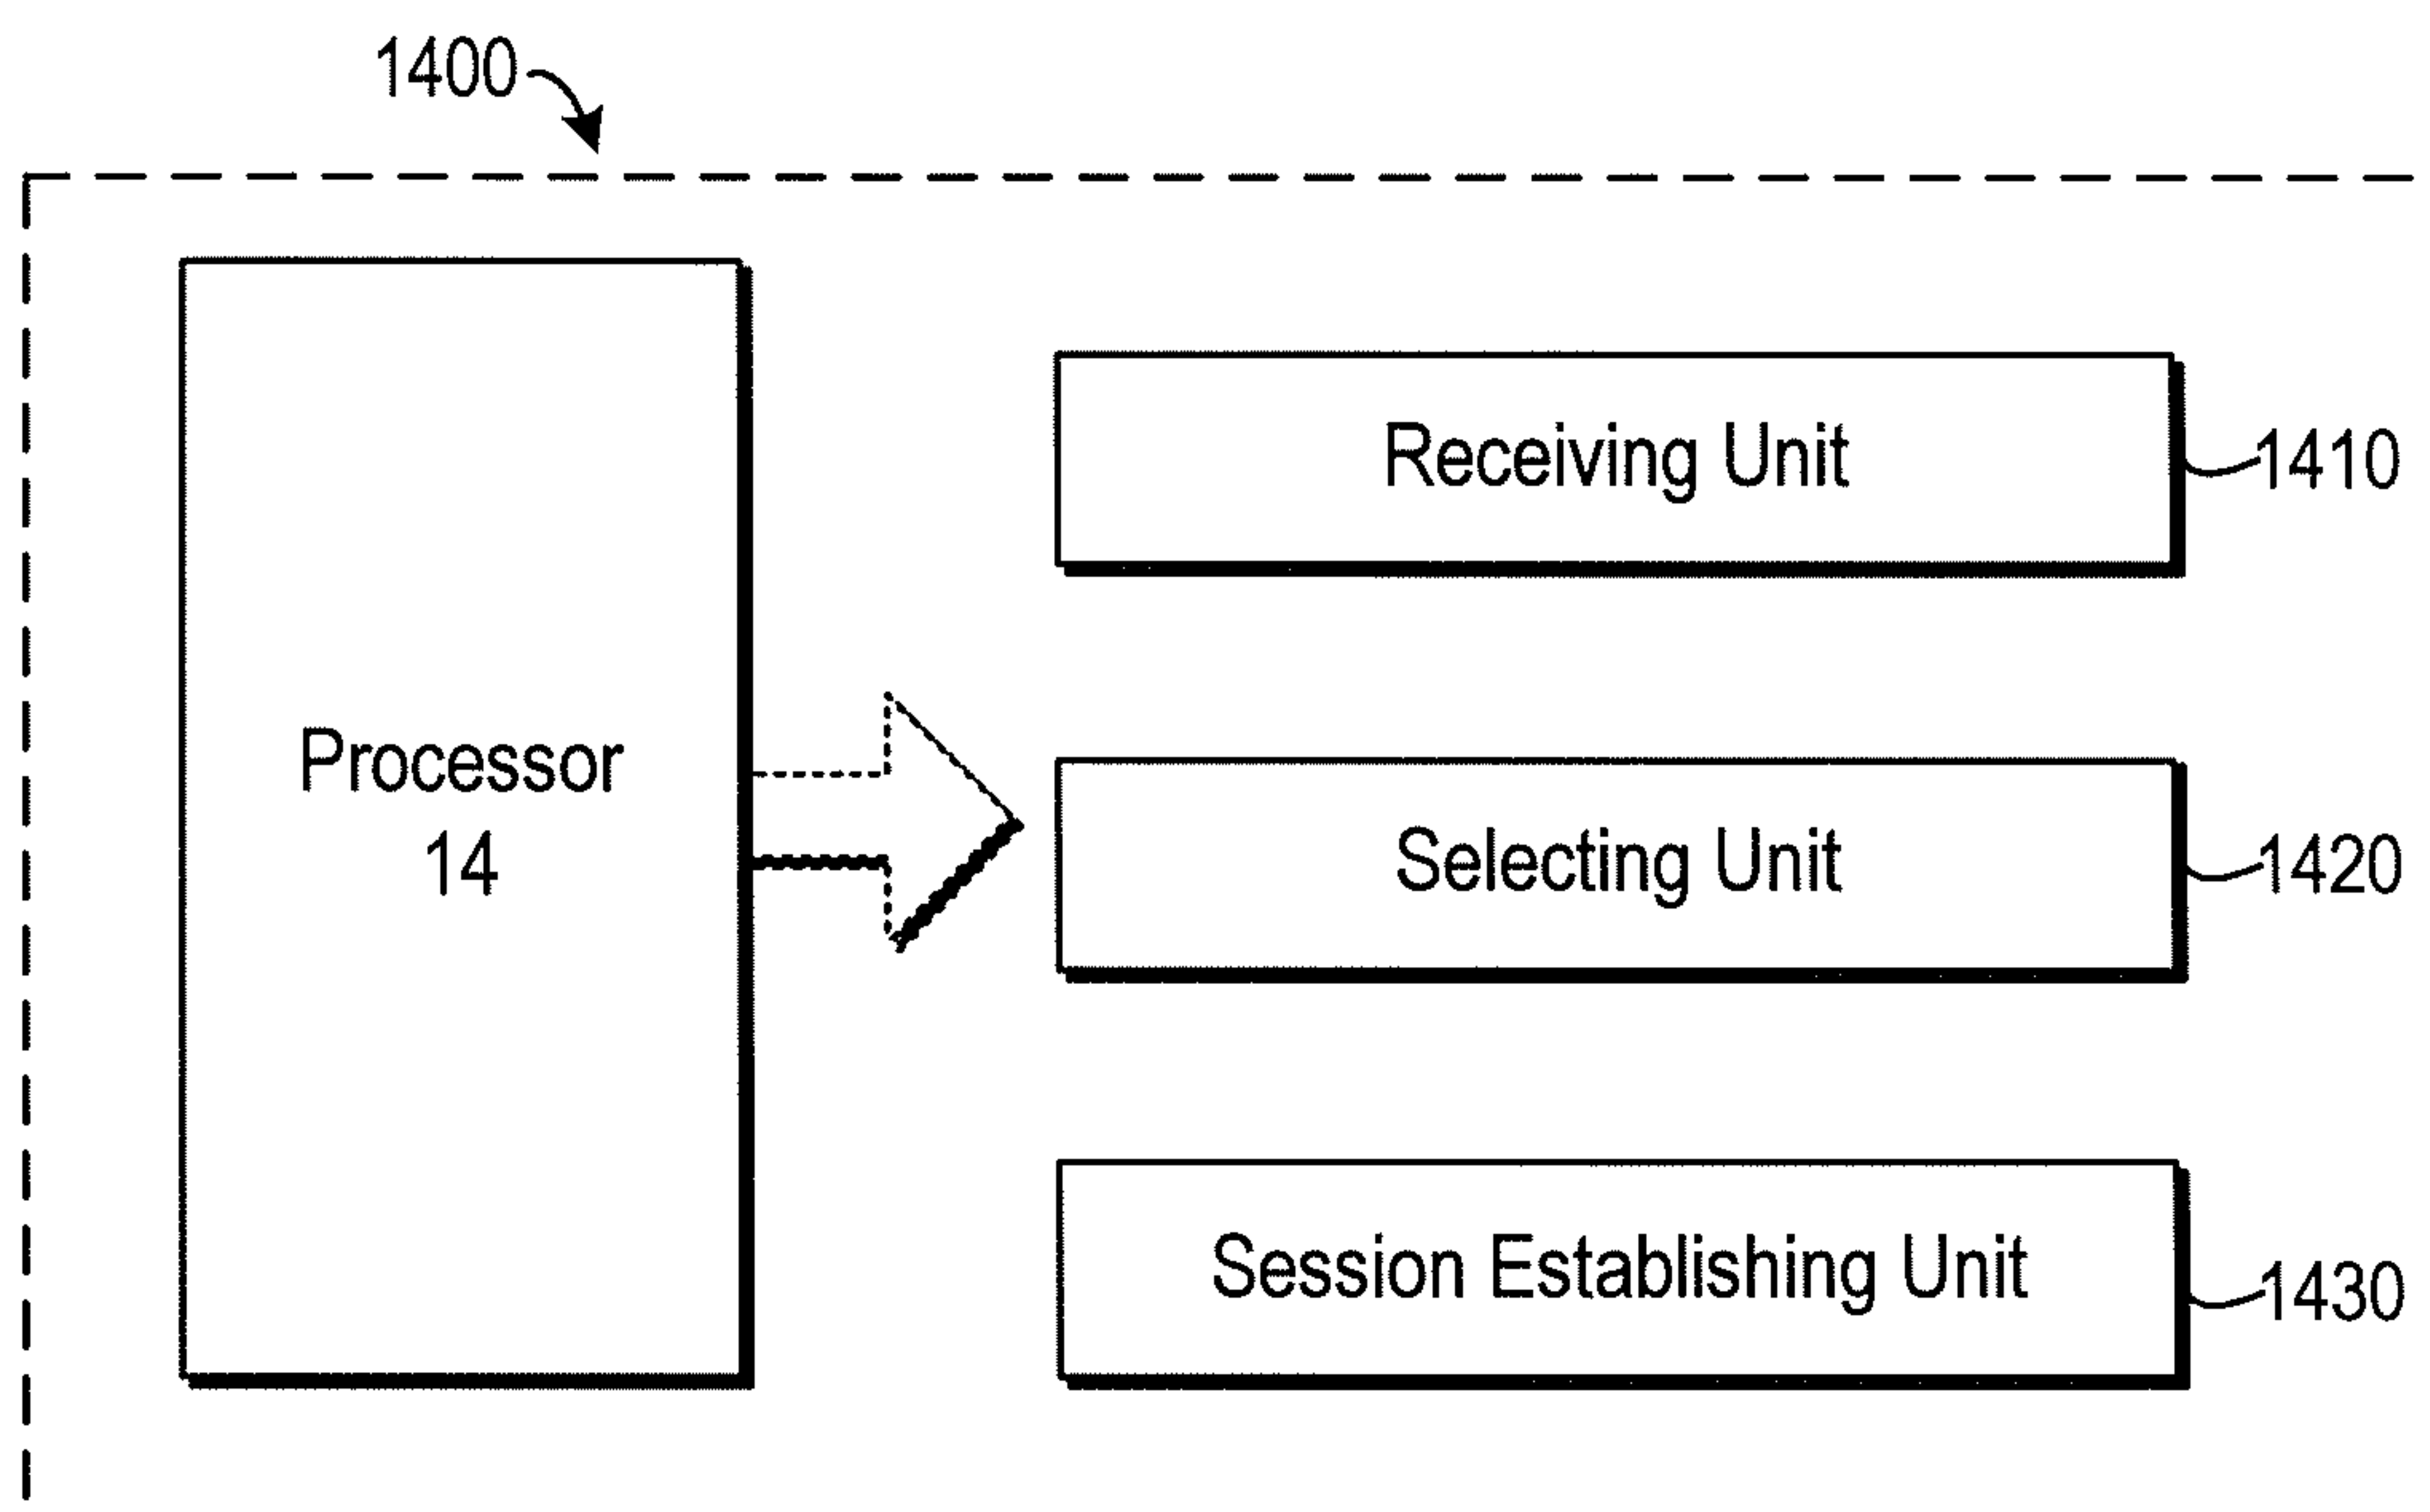 1400
Receiving Unit
1410
Processor
14
Selecting Unit
1420
Session Establishing Unit
1430